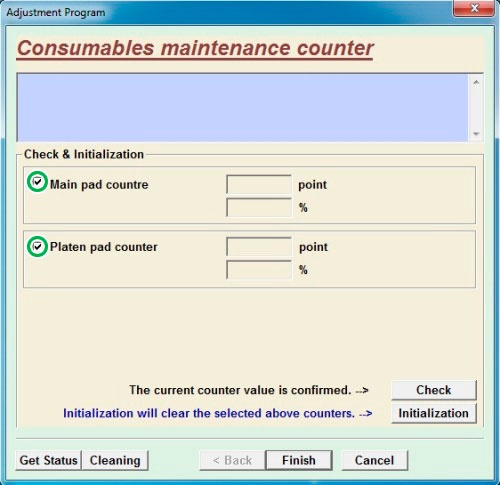 Adjustment Program
Consumables maintenance counter
Check & Initialization
Main pad countre point
%
Platen pad counter point
%
The current counter value is confirmed. --> Check
Initialization will clear the selected above counters. --> Initialization
Get Status Cleaning < Back Finish Cancel